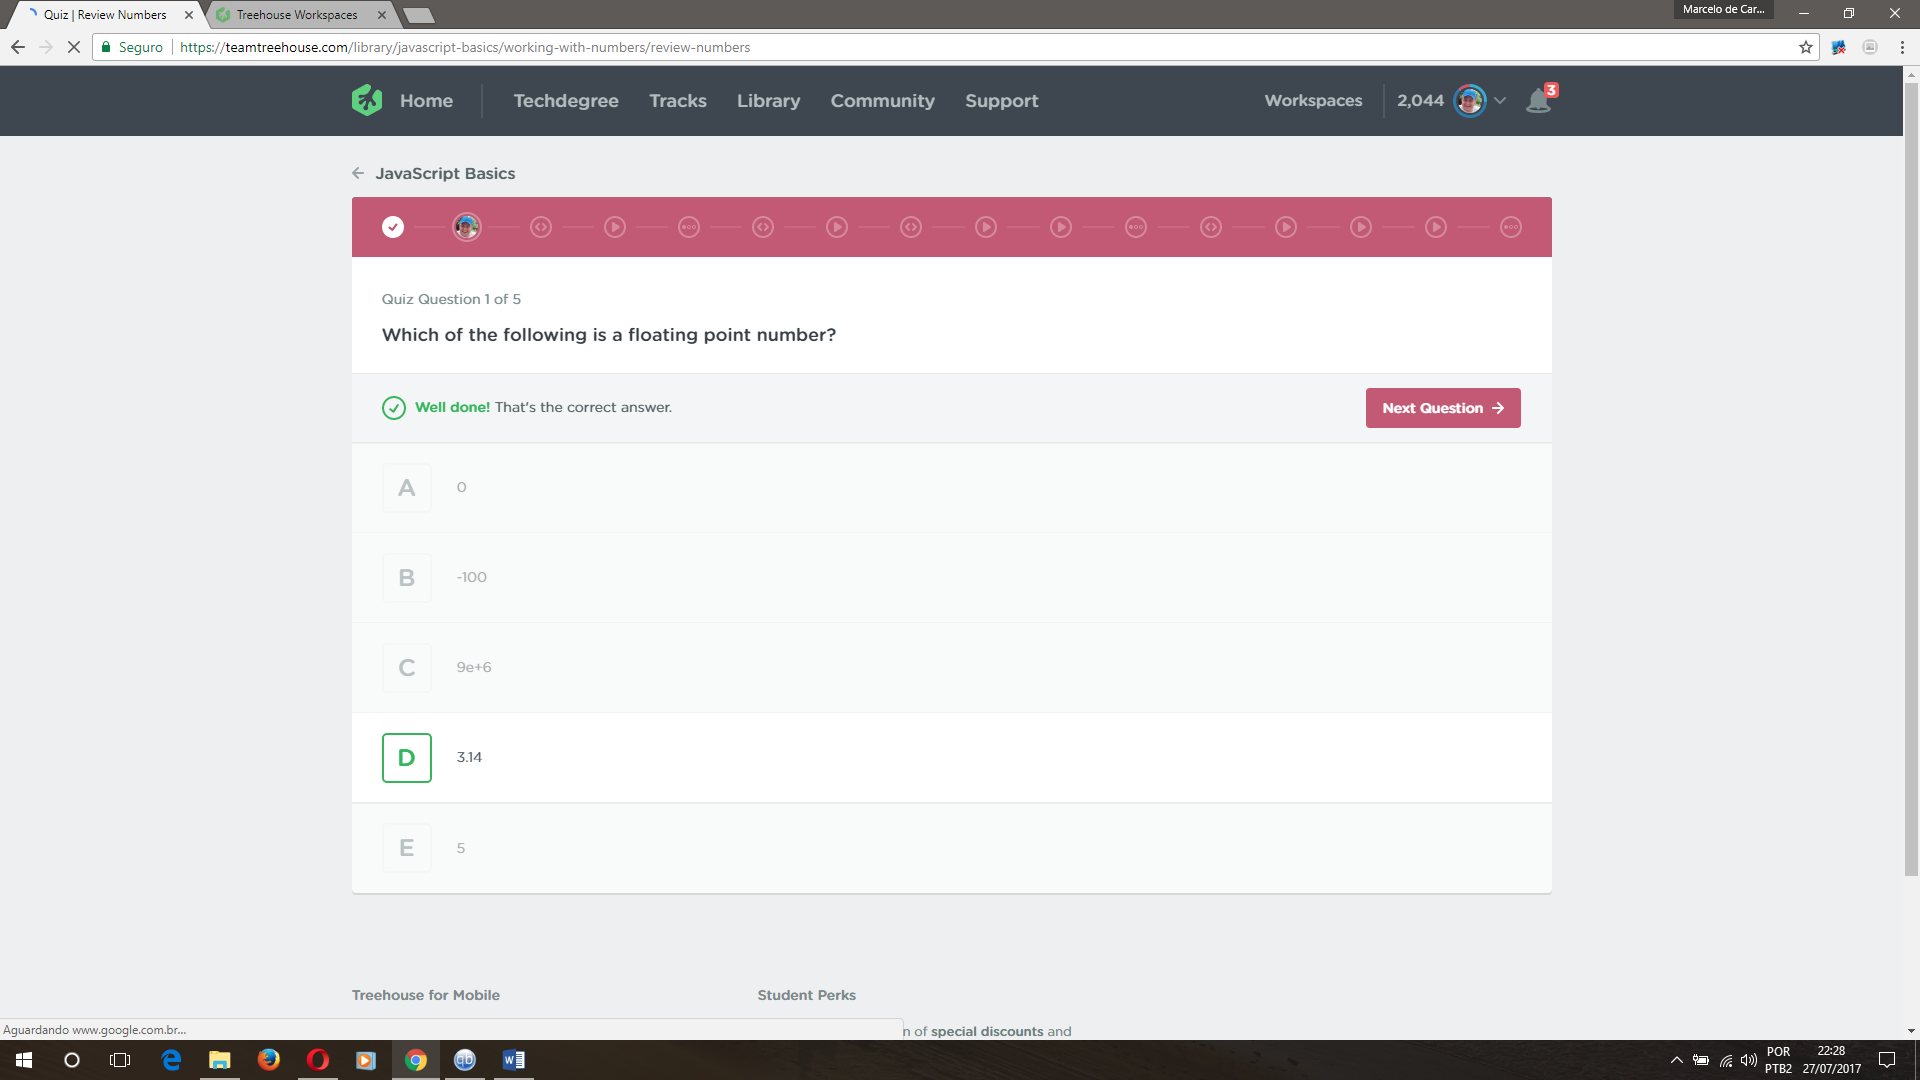 Quiz | Review Numbers
Treehouse Workspaces
Marcelo de Car...
Seguro
https://teamtreehouse.com/library/javascript-basics/working-with-numbers/review-numbers
Home
Techdegree
Tracks
Library
Community
Support
Workspaces
2,044
3
JavaScript Basics
Quiz Question 1 of 5
Which of the following is a floating point number?
Well done! That's the correct answer.
Next Question
A 0
B -100
C 9e+6
D 3.14
E 5
Treehouse for Mobile
Student Perks
n of special discounts and
Aguardando www.google.com.br...
qb
POR
PTB2
22:28
27/07/2017